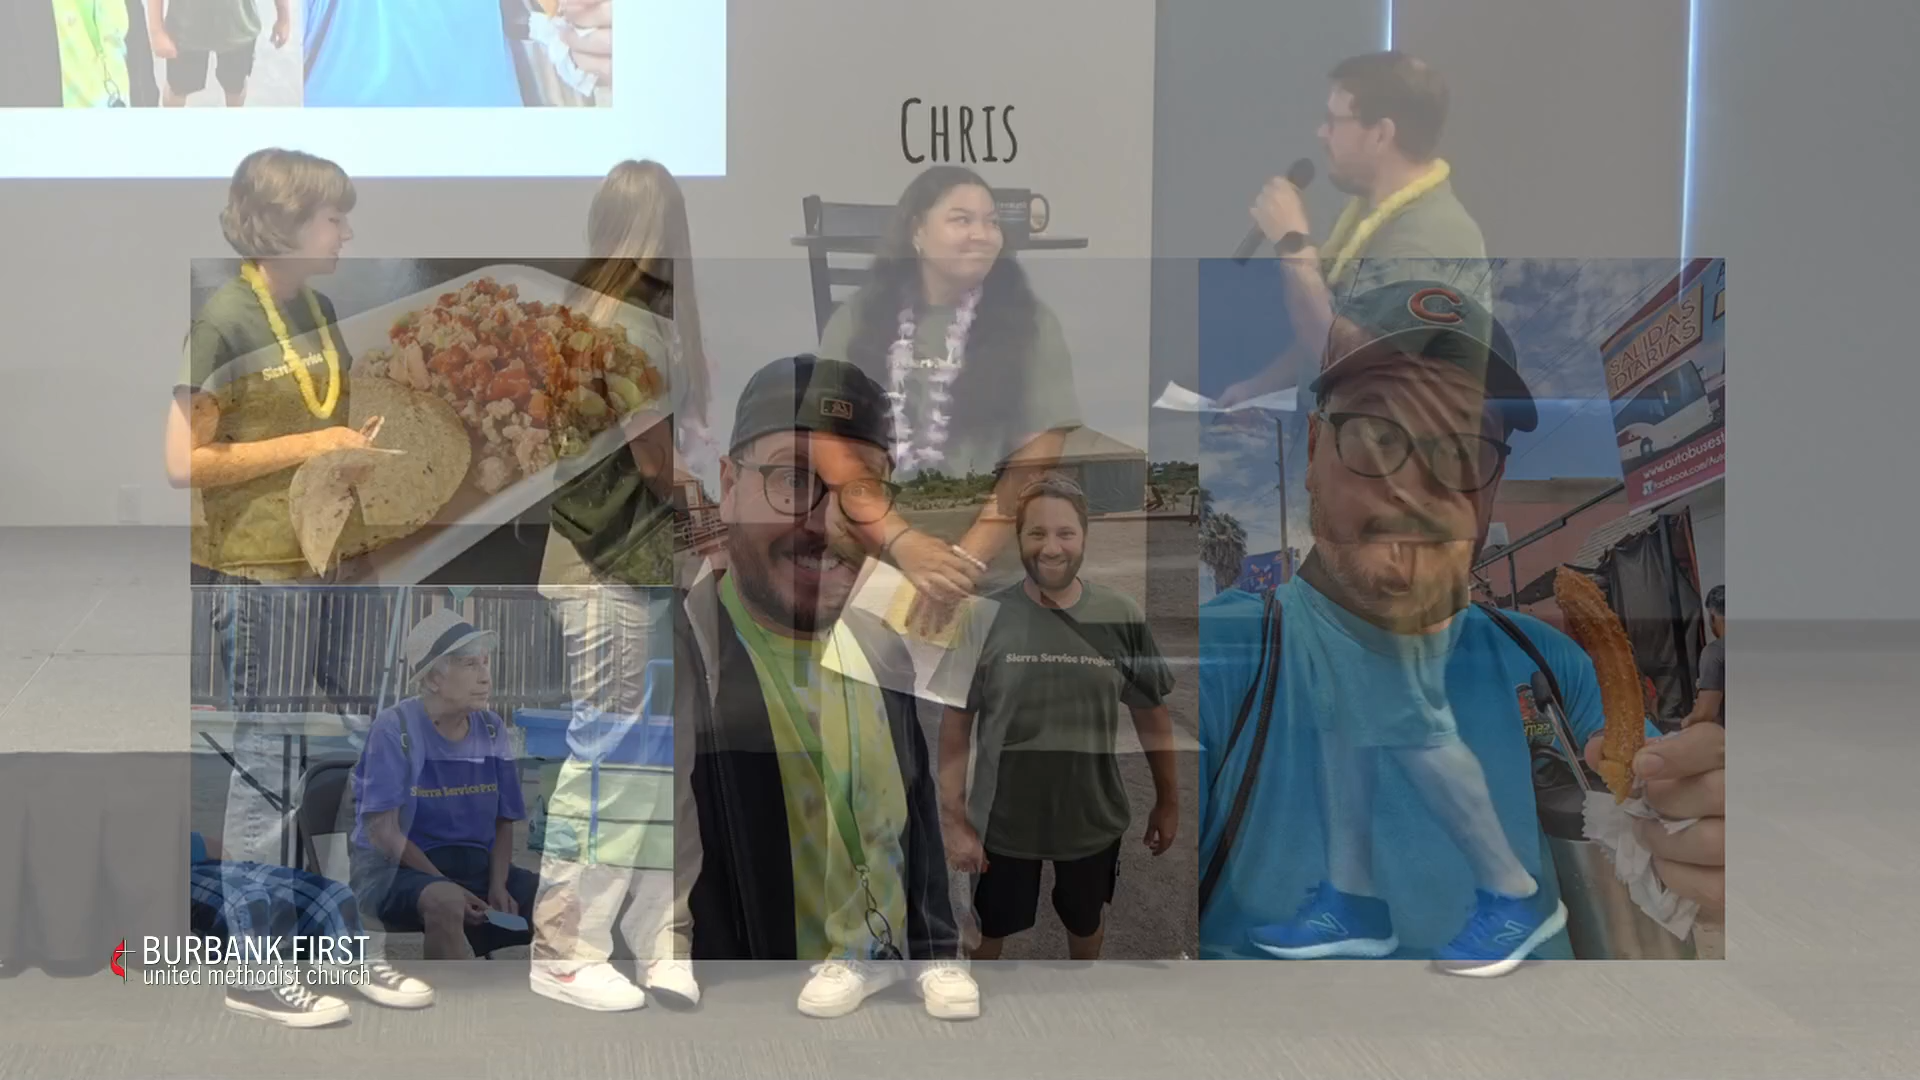 CHRIS
Sierra Service
Sierra Service Project
Sierra Service Pro
SALIDAS
DIARIAS
www.autobusest
facebook.com/Aut
BURBANK FIRST
united methodist church